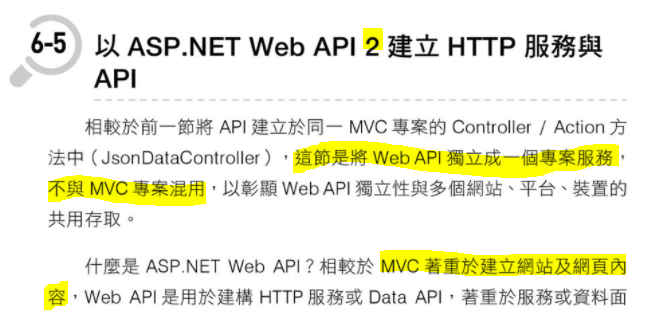 6-5 以 ASP.NET Web API 2 建立 HTTP 服務與
API
相較於前一節將 API 建立於同一 MVC 專案的 Controller / Action 方
法中（JsonDataController），這節是將 Web API 獨立成一個專案服務，
不與 MVC 專案混用，以彰顯 Web API 獨立性與多個網站、平台、裝置的
共用存取。
什麼是 ASP.NET Web API？相較於 MVC 著重於建立網站及網頁內
容，Web API 是用於建構 HTTP 服務或 Data API，著重於服務或資料面